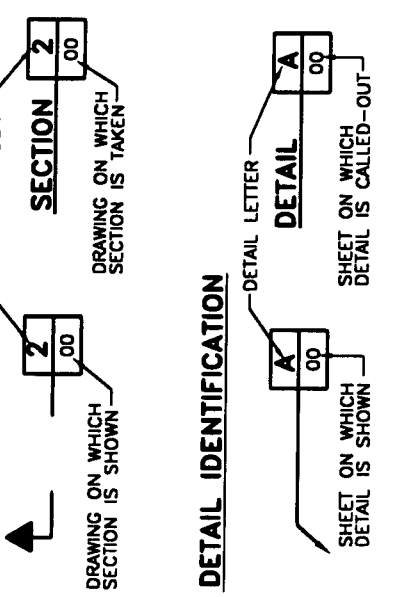 2
00
DRAWING ON WHICH
SECTION IS SHOWN
SECTION
2
00
DRAWING ON WHICH
SECTION IS TAKEN
DETAIL IDENTIFICATION
DETAIL LETTER
A
00
SHEET ON WHICH
DETAIL IS SHOWN
DETAIL
A
00
SHEET ON WHICH
DETAIL IS CALLED-OUT